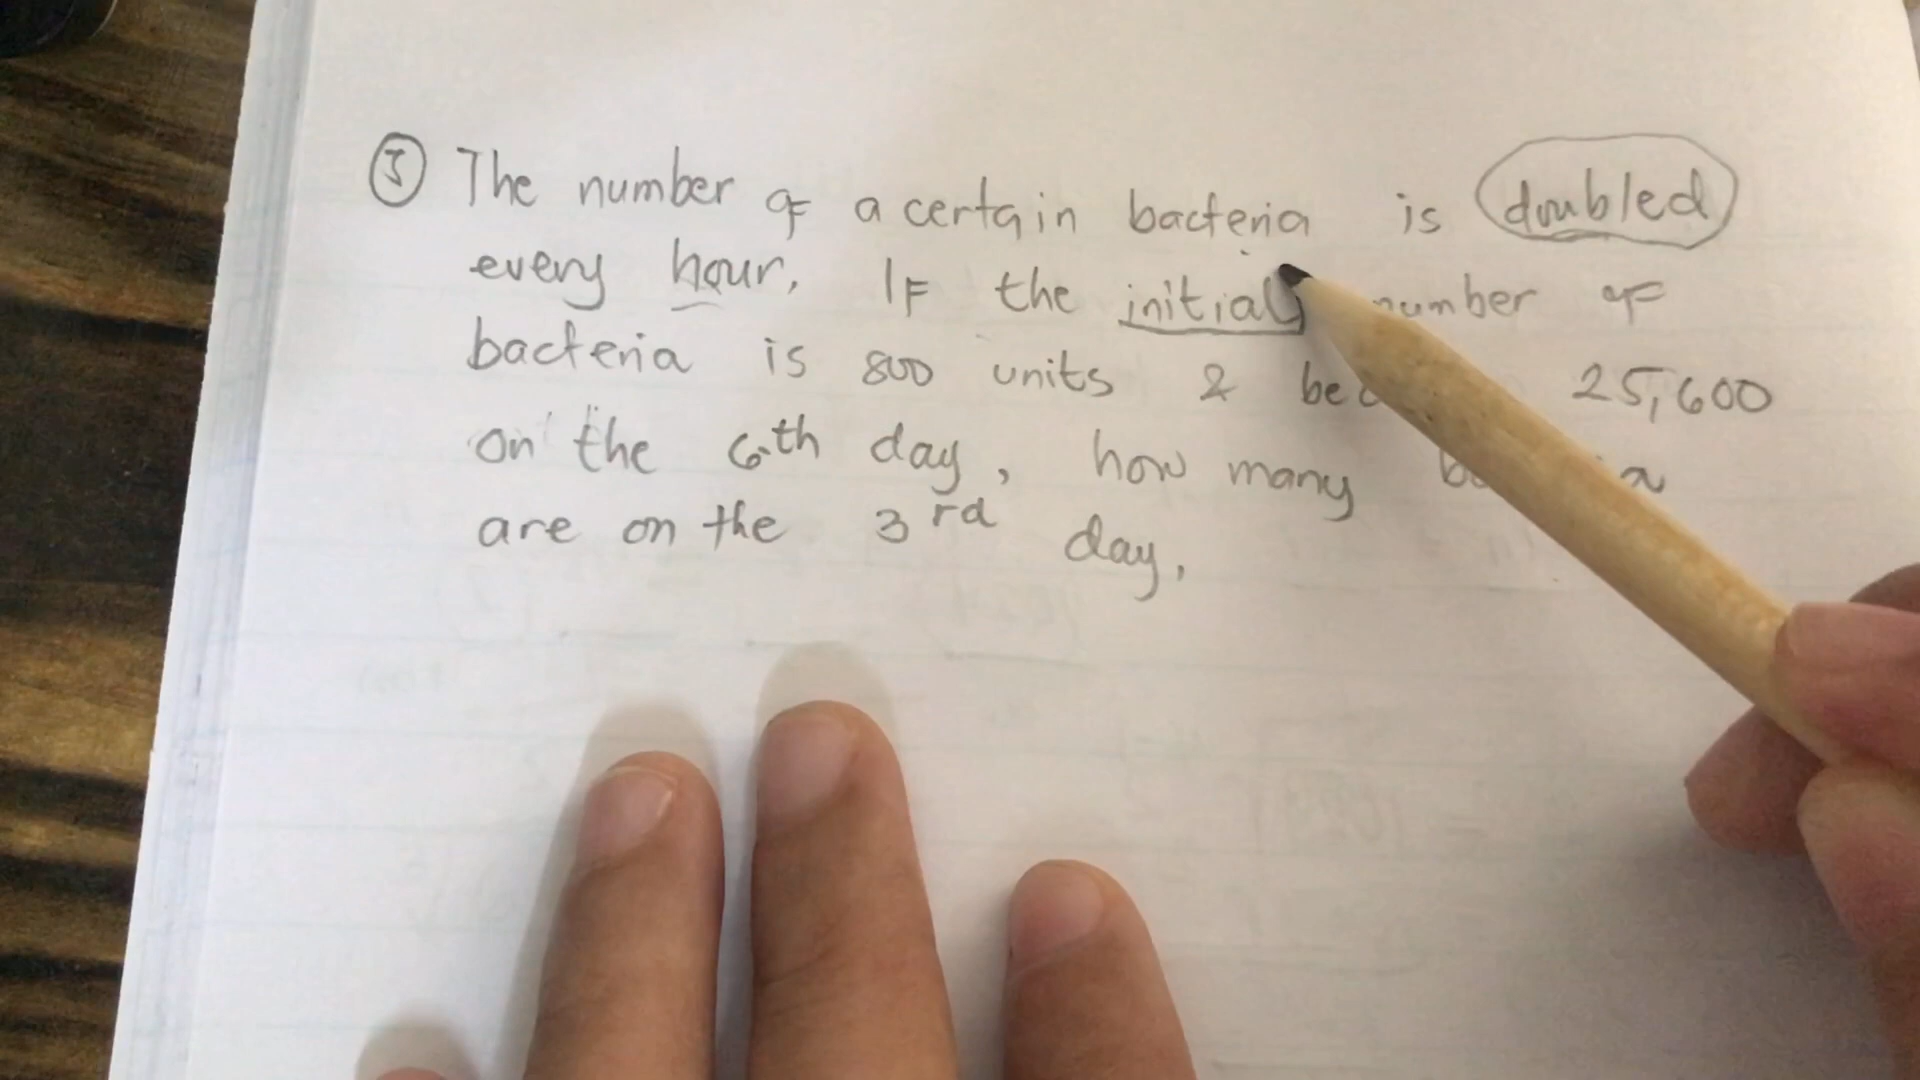 5 The number of a certain bacteria is doubled
every hour. If the initial number of
bacteria is 800 units & 25,600
on the 6th day, how many
are on the 3rd day,